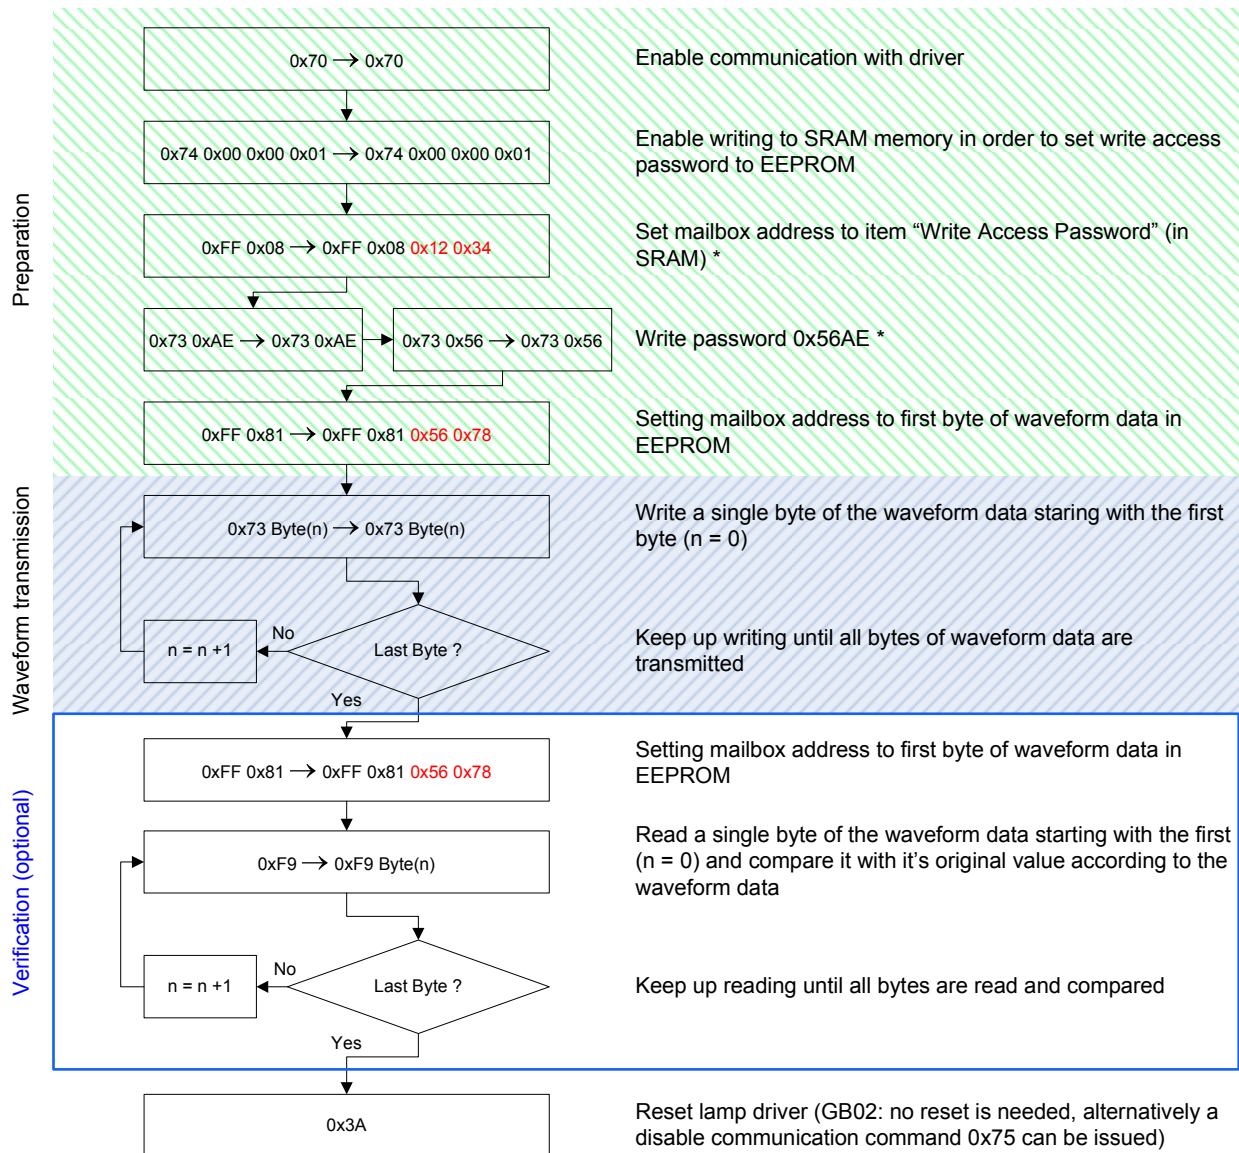 Preparation
0x70 → 0x70
Enable communication with driver
0x74 0x00 0x00 0x01 → 0x74 0x00 0x00 0x01
Enable writing to SRAM memory in order to set write access
password to EEPROM
0xFF 0x08 → 0xFF 0x08 0x12 0x34
Set mailbox address to item “Write Access Password” (in
SRAM) *
0x73 0xAE → 0x73 0xAE
0x73 0x56 → 0x73 0x56
Write password 0x56AE *
0xFF 0x81 → 0xFF 0x81 0x56 0x78
Setting mailbox address to first byte of waveform data in
EEPROM
Waveform transmission
0x73 Byte(n) → 0x73 Byte(n)
Write a single byte of the waveform data staring with the first
byte (n = 0)
n = n +1
No
Last Byte ?
Keep up writing until all bytes of waveform data are
transmitted
Yes
Verification (optional)
0xFF 0x81 → 0xFF 0x81 0x56 0x78
Setting mailbox address to first byte of waveform data in
EEPROM
0xF9 → 0xF9 Byte(n)
Read a single byte of the waveform data starting with the first
(n = 0) and compare it with it’s original value according to the
waveform data
n = n +1
No
Last Byte ?
Keep up reading until all bytes are read and compared
Yes
0x3A
Reset lamp driver (GB02: no reset is needed, alternatively a
disable communication command 0x75 can be issued)